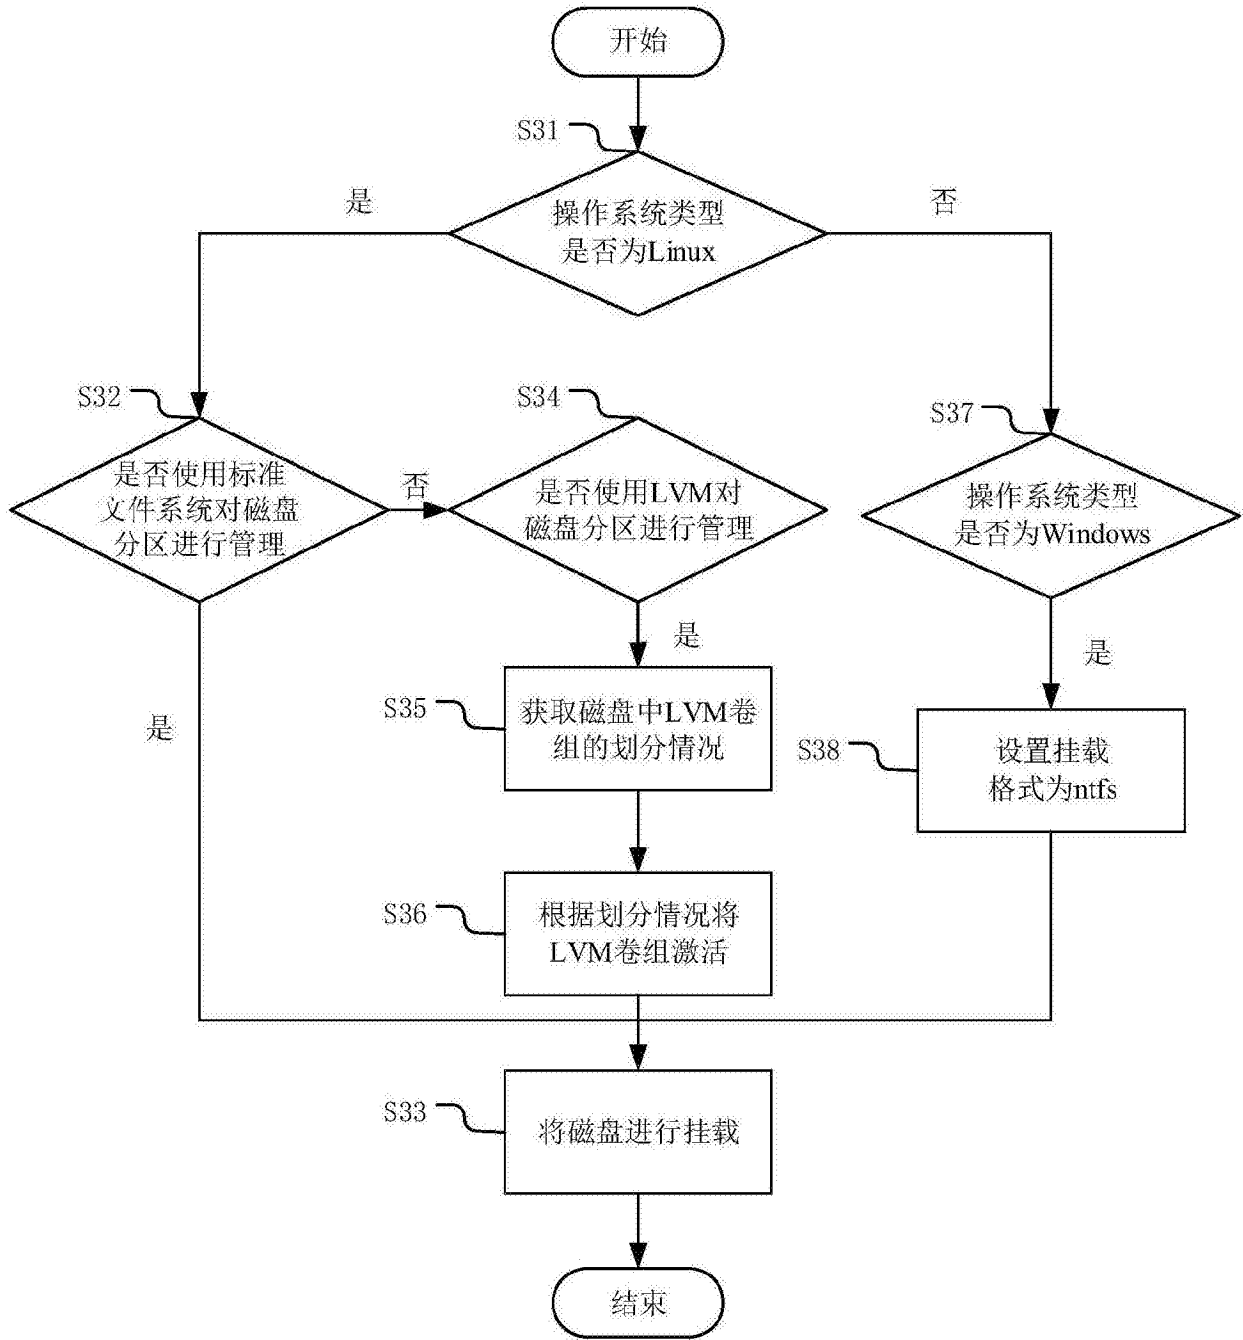 开始
S31
是
否
操作系统类型
是否为Linux
S32
S34
S37
是否使用标准
文件系统对磁盘
分区进行管理
否
是否使用LVM对
磁盘分区进行管理
操作系统类型
是否为Windows
是
是
是
S35
获取磁盘中LVM卷
组的划分情况
S38
设置挂载
格式为ntfs
S36
根据划分情况将
LVM卷组激活
S33
将磁盘进行挂载
结束